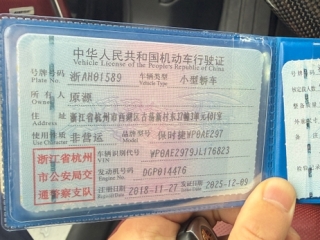 中华人民共和国机动车行驶证
Vehicle License of the People's Republic of China
号牌号码 浙AH01589 车辆类型 小型轿车
Plate No. Vehicle Type
所有人 原源
Owner
住址 浙江省杭州市西湖区古荡新村东37幢3单元401室
Address
使用性质 非营运 品牌型号 保时捷WP0AE2
Use Character Model
浙江省杭州市公安局交通警察支队
车辆识别代号 WP0AE2979JL176823
VIN
发动机号码 DGP014476
Engine No.
注册日期 2018-11-27 发证日期 2025-12-09
Register Date Issue Date